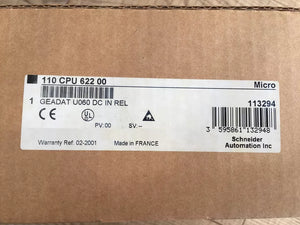 110 CPU 622 00
Micro
1 GEADAT U060 DC IN REL
113294
CE
PV:00 SV:--
3 595861 132948
Warranty Ref. 02-2001
Made in FRANCE
Schneider
Automation Inc